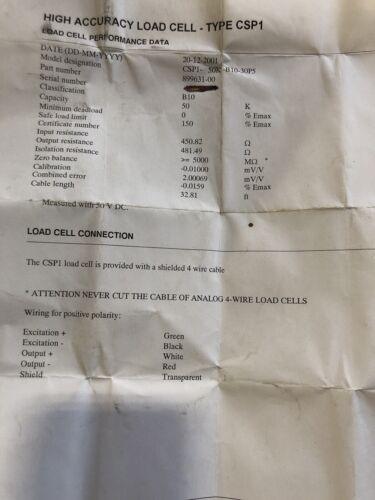 HIGH ACCURACY LOAD CELL - TYPE CSP1
LOAD CELL PERFORMANCE DATA
DATE (DD-MM-YYYY) 20-12-2001
Model designation CSP1- 50K-B10-30P5
Part number 899631-00
Serial number
Classification B10
Capacity 50 K
Minimum deadload 0 % Emax
Safe load limit 150 % Emax
Certificate number
Input resistance 450.82 Ω
Output resistance 481.49 Ω
Isolation resistance >= 5000 MΩ *
Zero balance -0.01000 mV/V
Calibration 2.00069 mV/V
Combined error -0.0159 % Emax
Cable length 32.81 ft
* Measured with 50 V DC.
LOAD CELL CONNECTION
The CSP1 load cell is provided with a shielded 4 wire cable
* ATTENTION NEVER CUT THE CABLE OF ANALOG 4-WIRE LOAD CELLS
Wiring for positive polarity:
Excitation + Green
Excitation - Black
Output + White
Output - Red
Shield Transparent